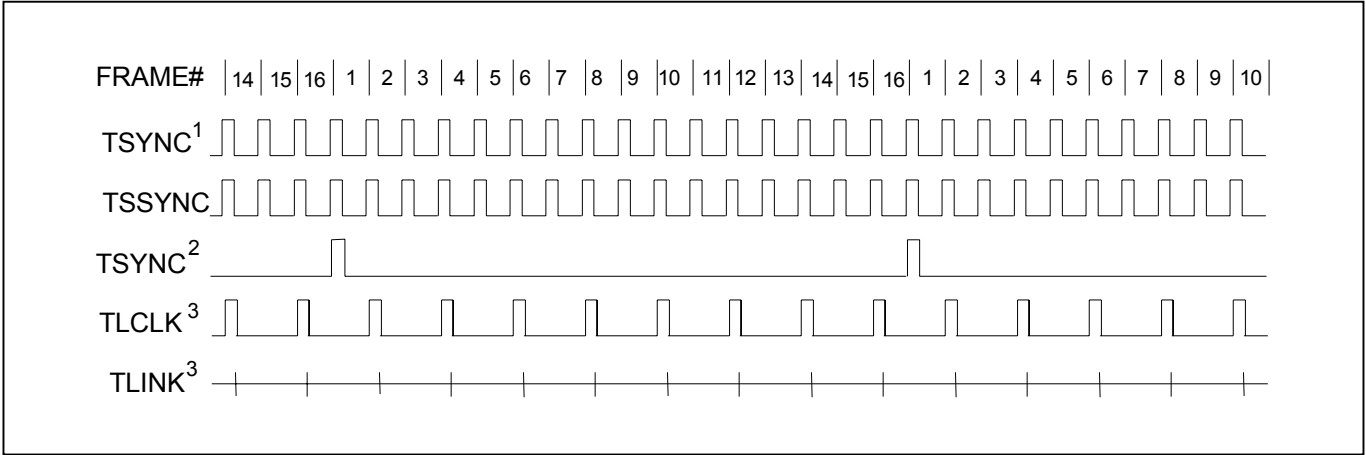 FRAME# 14 15 16 1 2 3 4 5 6 7 8 9 10 11 12 13 14 15 16 1 2 3 4 5 6 7 8 9 10
TSYNC1
TSSYNC
TSYNC2
TLCLK3
TLINK3